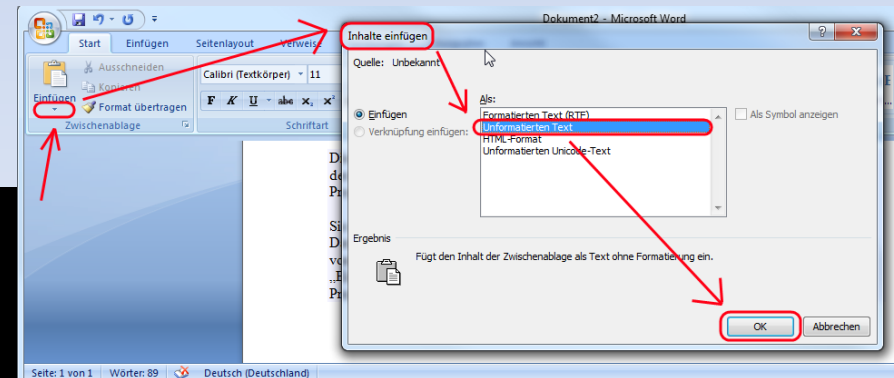 Dokument2 - Microsoft Word
Start Einfügen Seitenlayout Verweise
Ausschneiden
Kopieren
Einfügen
Format übertragen
Zwischenablage
Calibri (Textkörper) 11
F K U abe x₂ x²
Schriftart
Inhalte einfügen
Quelle: Unbekannt
Als:
Einfügen
Verknüpfung einfügen:
Formatierten Text (RTF)
Unformatierten Text
HTML-Format
Unformatierten Unicode-Text
Als Symbol anzeigen
Ergebnis
Fügt den Inhalt der Zwischenablage als Text ohne Formatierung ein.
OK Abbrechen
Seite: 1 von 1 Wörter: 89 Deutsch (Deutschland)